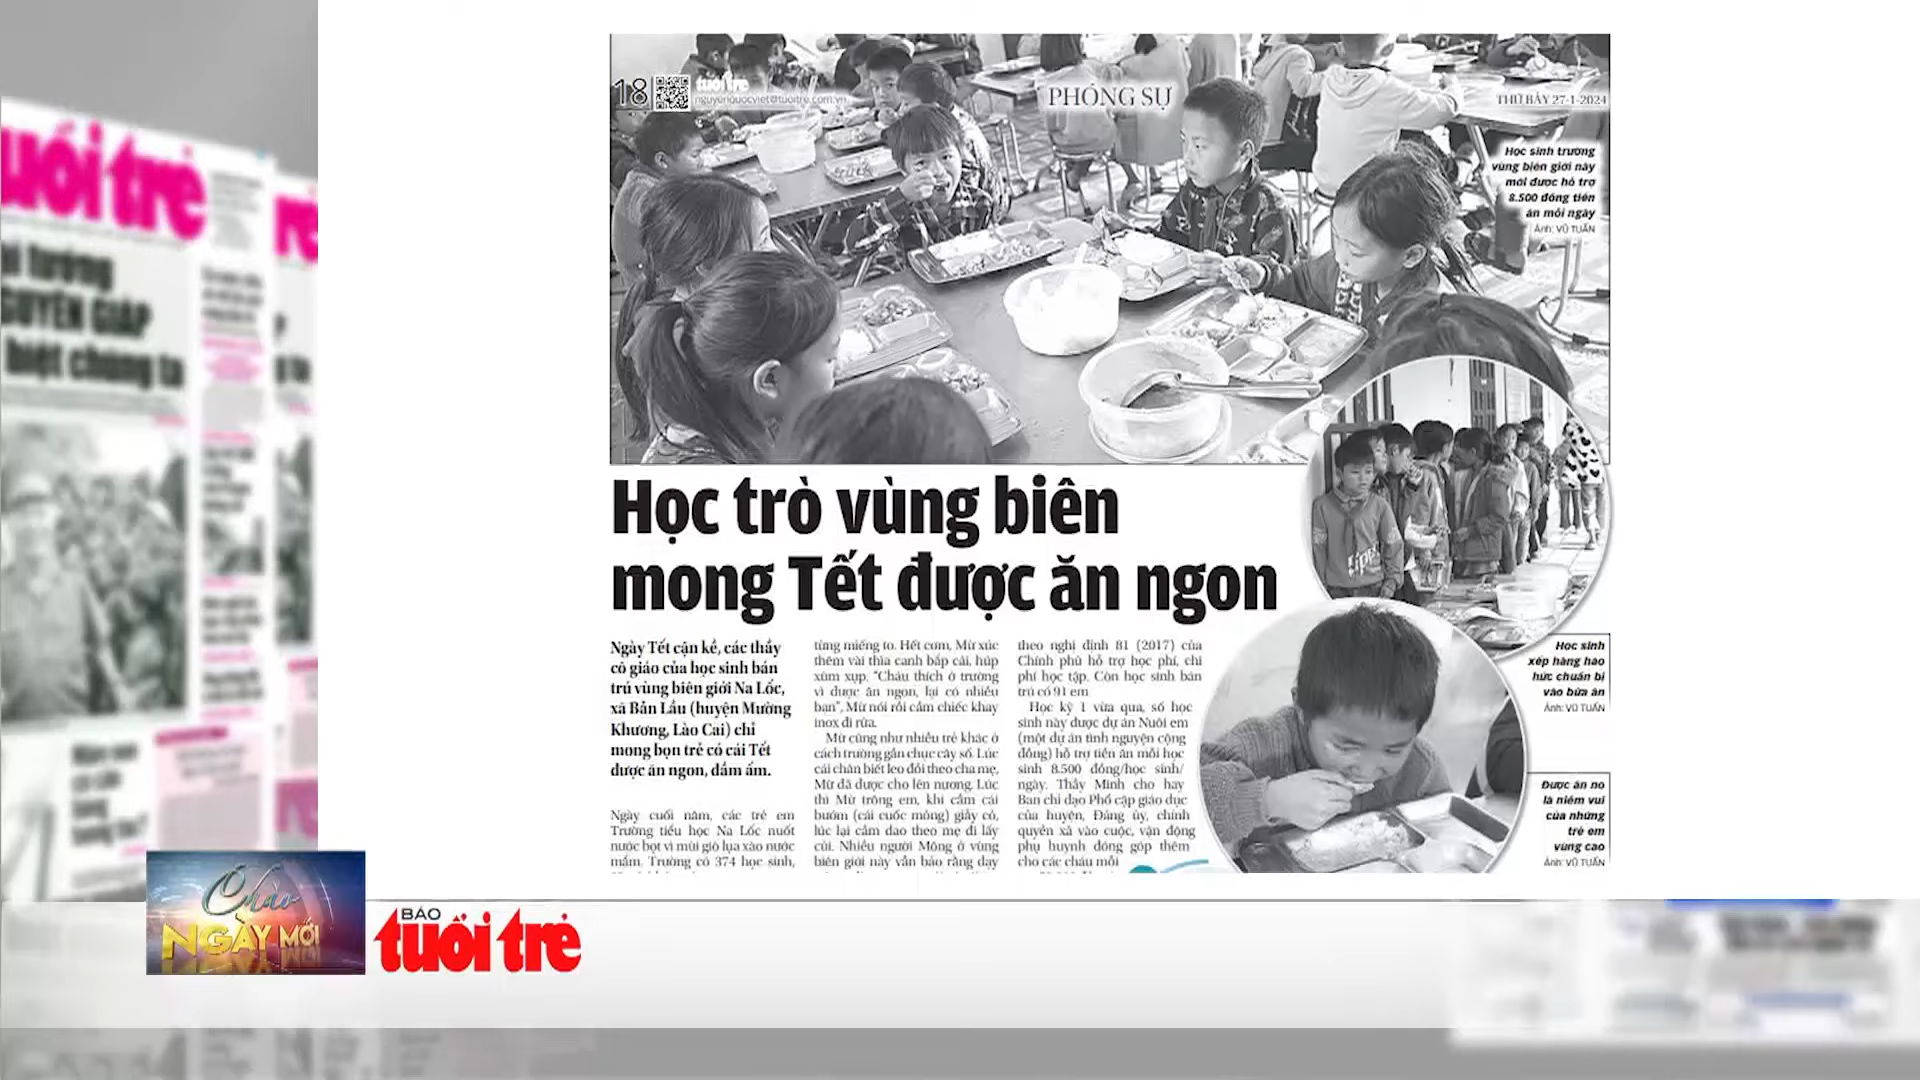 tuổi trẻ
18
tuổi trẻ
nguyenquocviet@tuoitre.com.vn
PHÓNG SỰ
THỨ BẢY 27-1-2024
Học sinh trường
vùng biên giới này
mới được hỗ trợ
8.500 đồng tiền
ăn mỗi ngày
Ảnh: VŨ TUẤN
Học trò vùng biên
mong Tết được ăn ngon
Ngày Tết cận kề, các thầy
cô giáo của học sinh bán
trú vùng biên giới Na Lốc,
xã Bản Lầu (huyện Mường
Khương, Lào Cai) chỉ
mong bọn trẻ có cái Tết
được ăn ngon, đầm ấm.
Ngày cuối năm, các trẻ em
Trường tiểu học Na Lốc nuốt
nước bọt vì mùi giò lụa xào nước
mắm. Trường có 374 học sinh,
từng miếng to. Hết cơm, Mừ xúc
thêm vài thìa canh bắp cải, húp
xùm xụp. "Cháu thích ở trường
vì được ăn ngon, lại có nhiều
bạn", Mừ nói rồi cầm chiếc khay
inox đi rửa.
Mừ cũng như nhiều trẻ khác ở
cách trường gần chục cây số. Lúc
cái chân biết leo đồi theo cha mẹ,
Mừ đã được cho lên nương. Lúc
thì Mừ trông em, khi cầm cái
bướm (cái cuốc mỏng) giẫy cỏ,
lúc lại cầm dao theo mẹ đi lấy
củi. Nhiều người Mông ở vùng
biên giới này vẫn bảo rằng dạy
theo nghị định 81 (2017) của
Chính phủ hỗ trợ học phí, chi
phí học tập. Còn học sinh bán
trú có 91 em.
Học kỳ 1 vừa qua, số học
sinh này được dự án Nuôi em
(một dự án tình nguyện cộng
đồng) hỗ trợ tiền ăn mỗi học
sinh 8.500 đồng/học sinh/
ngày. Thầy Minh cho hay
Ban chỉ đạo Phổ cập giáo dục
của huyện, Đảng ủy, chính
quyền xã vào cuộc, vận động
phụ huynh đóng góp thêm
cho các cháu mỗi
Học sinh
xếp hàng háo
hức chuẩn bị
vào bữa ăn
Ảnh: VŨ TUẤN
Được ăn no
là niềm vui
của những
trẻ em
vùng cao
Ảnh: VŨ TUẤN
Chào
NGÀY MỚI
BÁO
tuổi trẻ